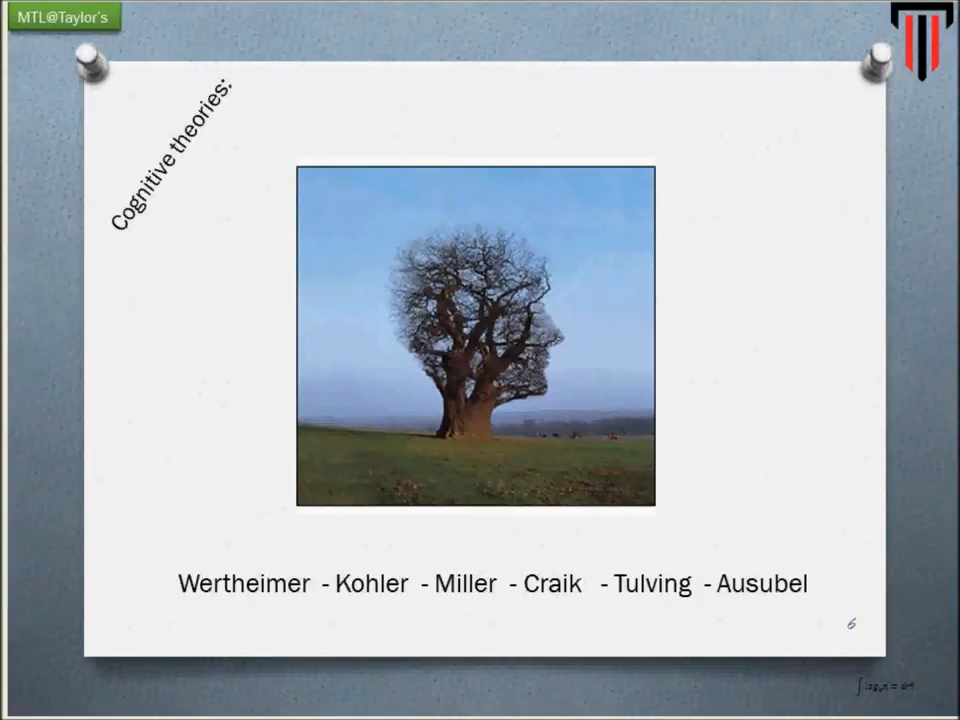 MTL@Taylor's
Cognitive theories:
Wertheimer - Kohler - Miller - Craik - Tulving - Ausubel
6